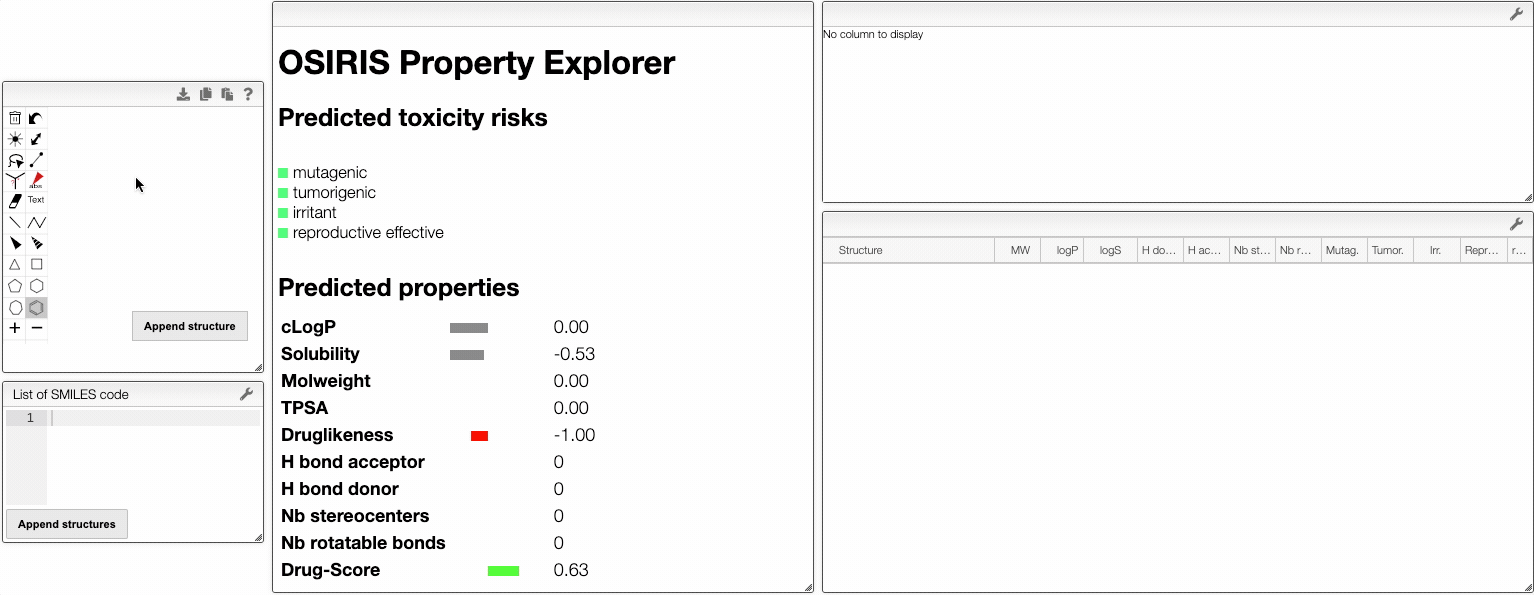 abs
Text
Append structure
List of SMILES code
1
Append structures
OSIRIS Property Explorer
Predicted toxicity risks
mutagenic
tumorigenic
irritant
reproductive effective
Predicted properties
cLogP 0.00
Solubility -0.53
Molweight 0.00
TPSA 0.00
Druglikeness -1.00
H bond acceptor 0
H bond donor 0
Nb stereocenters 0
Nb rotatable bonds 0
Drug-Score 0.63
No column to display
Structure MW logP logS H do... H ac... Nb st... Nb r... Mutag. Tumor. Irr. Repr... r...